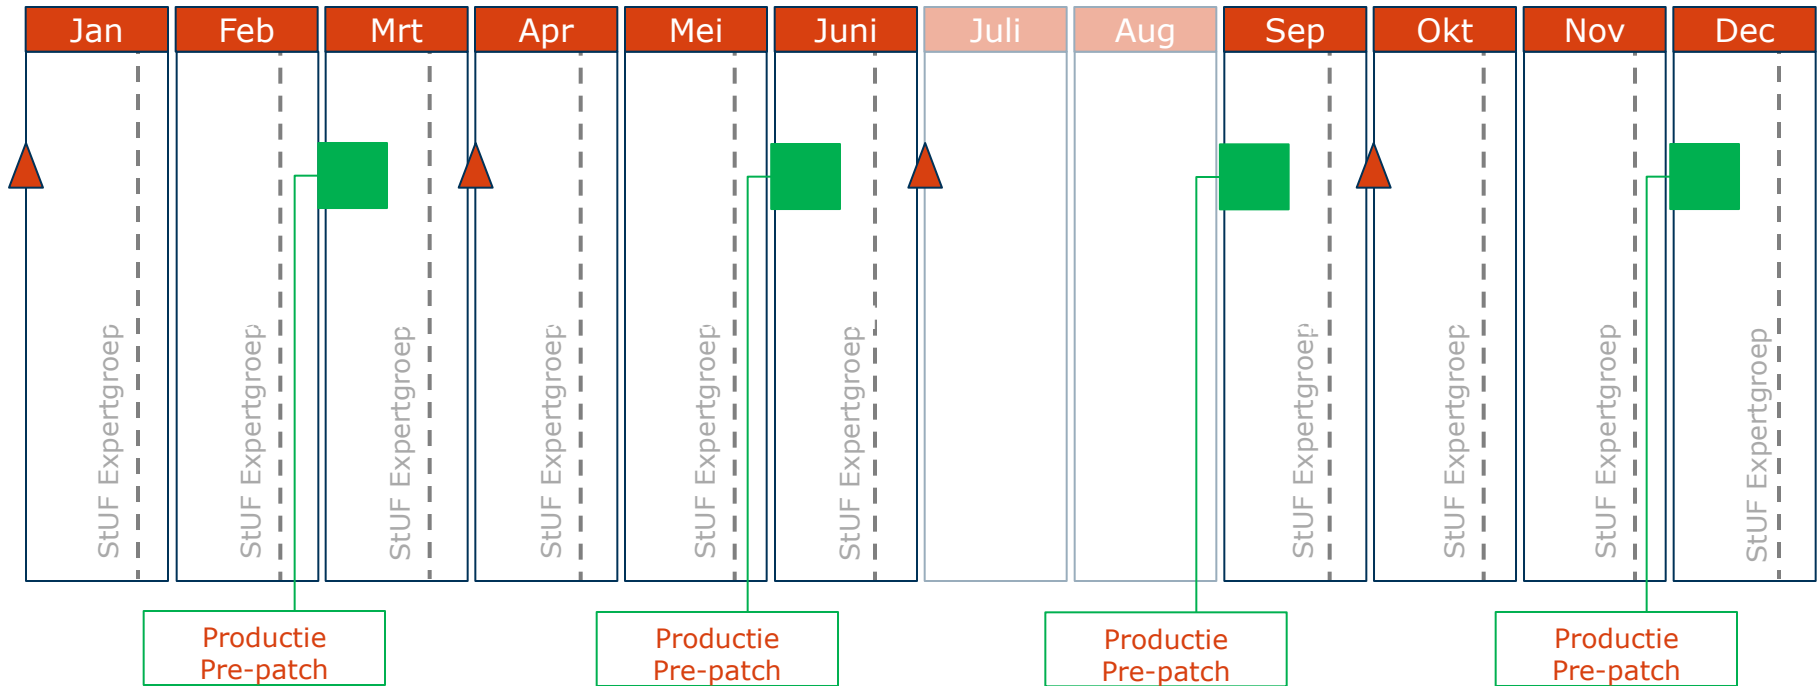 Jan Feb Mrt Apr Mei Juni Juli Aug Sep Okt Nov Dec
StUF Expertgroep
StUF Expertgroep
StUF Expertgroep
StUF Expertgroep
StUF Expertgroep
StUF Expertgroep
StUF Expertgroep
StUF Expertgroep
StUF Expertgroep
StUF Expertgroep
Productie
Pre-patch
Productie
Pre-patch
Productie
Pre-patch
Productie
Pre-patch